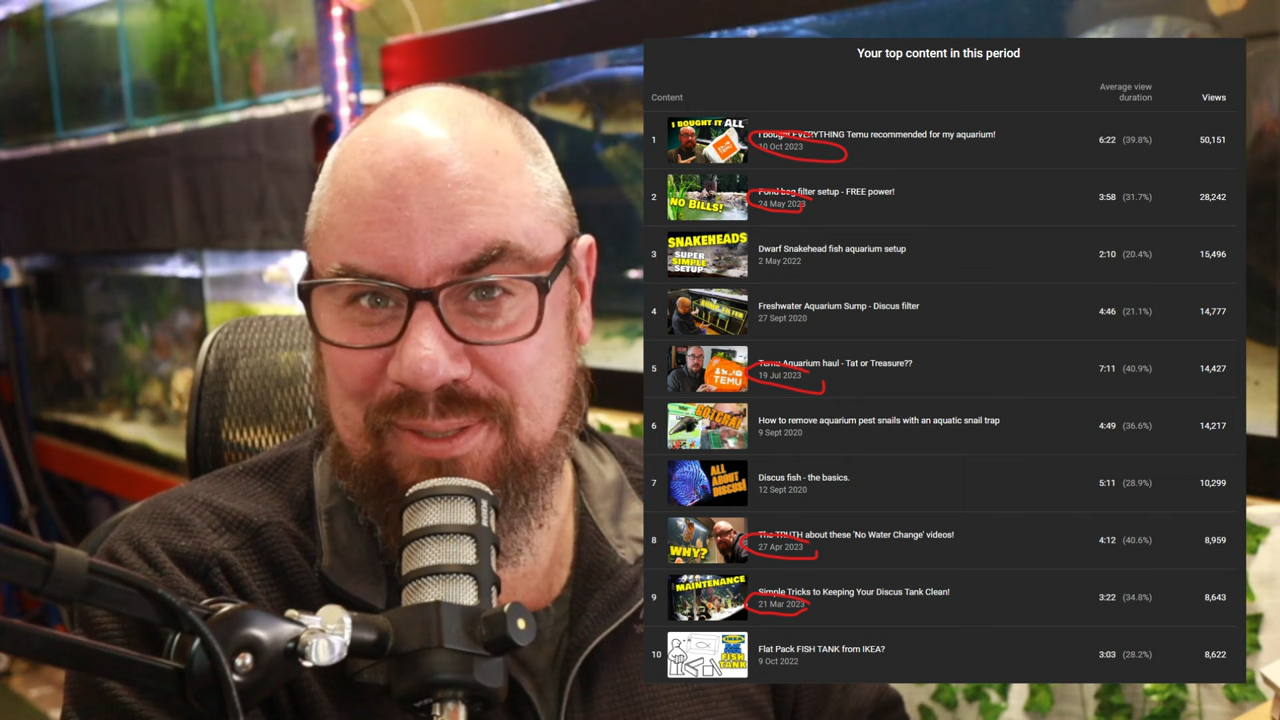 Your top content in this period
Content
Average view
duration
Views
1
I BOUGHT IT ALL
TEMU
I bought EVERYTHING Temu recommended for my aquarium!
10 Oct 2023
6:22 (39.8%)
50,151
2
NO BILLS!
Pond bog filter setup - FREE power!
24 May 2023
3:58 (31.7%)
28,242
3
SNAKEHEADS
SUPER
SIMPLE
SETUP
Dwarf Snakehead fish aquarium setup
2 May 2022
2:10 (20.4%)
15,496
4
SUMP FILTER
Freshwater Aquarium Sump - Discus filter
27 Sept 2020
4:46 (21.1%)
14,777
5
TEMU
Temu Aquarium haul - Tat or Treasure??
19 Jul 2023
7:11 (40.9%)
14,427
6
GOTCHA!
How to remove aquarium pest snails with an aquatic snail trap
9 Sept 2020
4:49 (36.6%)
14,217
7
ALL
ABOUT
DISCUS!
Discus fish - the basics.
12 Sept 2020
5:11 (28.9%)
10,299
8
WHY?
The TRUTH about these 'No Water Change' videos!
27 Apr 2023
4:12 (40.6%)
8,959
9
MAINTENANCE
Simple Tricks to Keeping Your Discus Tank Clean!
21 Mar 2023
3:22 (34.8%)
8,643
10
IKEA
FLAT
PACK
FISH
TANK
Flat Pack FISH TANK from IKEA?
9 Oct 2022
3:03 (28.2%)
8,622
RODE